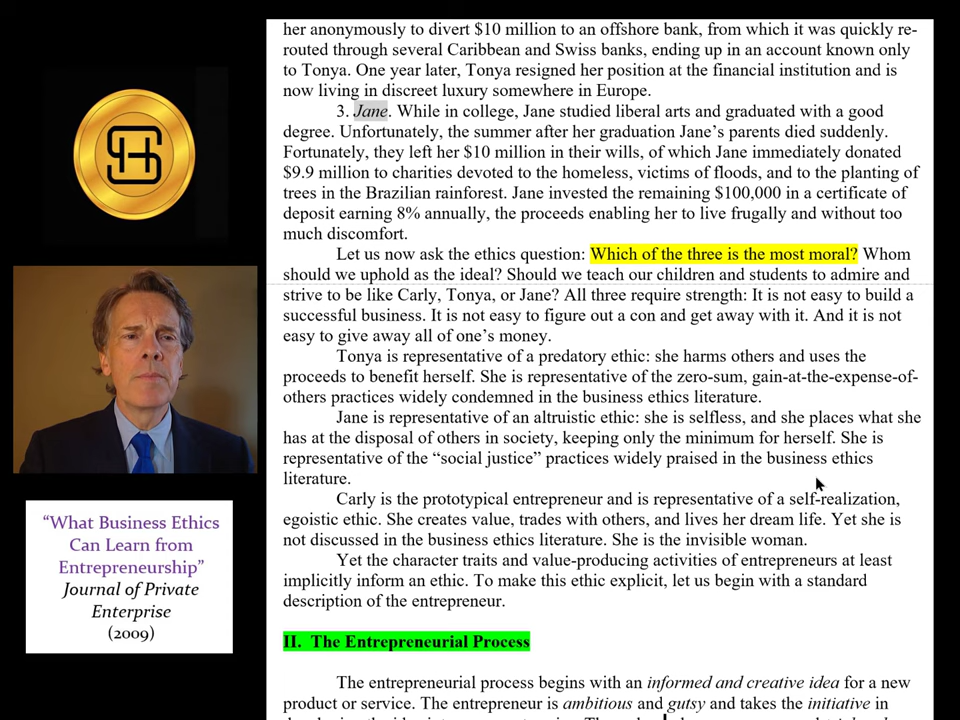 her anonymously to divert $10 million to an offshore bank, from which it was quickly re-
routed through several Caribbean and Swiss banks, ending up in an account known only
to Tonya. One year later, Tonya resigned her position at the financial institution and is
now living in discreet luxury somewhere in Europe.
3. Jane. While in college, Jane studied liberal arts and graduated with a good
degree. Unfortunately, the summer after her graduation Jane's parents died suddenly.
Fortunately, they left her $10 million in their wills, of which Jane immediately donated
$9.9 million to charities devoted to the homeless, victims of floods, and to the planting of
trees in the Brazilian rainforest. Jane invested the remaining $100,000 in a certificate of
deposit earning 8% annually, the proceeds enabling her to live frugally and without too
much discomfort.
Let us now ask the ethics question: Which of the three is the most moral? Whom
should we uphold as the ideal? Should we teach our children and students to admire and
strive to be like Carly, Tonya, or Jane? All three require strength: It is not easy to build a
successful business. It is not easy to figure out a con and get away with it. And it is not
easy to give away all of one's money.
Tonya is representative of a predatory ethic: she harms others and uses the
proceeds to benefit herself. She is representative of the zero-sum, gain-at-the-expense-of-
others practices widely condemned in the business ethics literature.
Jane is representative of an altruistic ethic: she is selfless, and she places what she
has at the disposal of others in society, keeping only the minimum for herself. She is
representative of the “social justice” practices widely praised in the business ethics
literature.
Carly is the prototypical entrepreneur and is representative of a self-realization,
egoistic ethic. She creates value, trades with others, and lives her dream life. Yet she is
not discussed in the business ethics literature. She is the invisible woman.
Yet the character traits and value-producing activities of entrepreneurs at least
implicitly inform an ethic. To make this ethic explicit, let us begin with a standard
description of the entrepreneur.
II. The Entrepreneurial Process
The entrepreneurial process begins with an informed and creative idea for a new
product or service. The entrepreneur is ambitious and gutsy and takes the initiative in
“What Business Ethics
Can Learn from
Entrepreneurship”
Journal of Private
Enterprise
(2009)